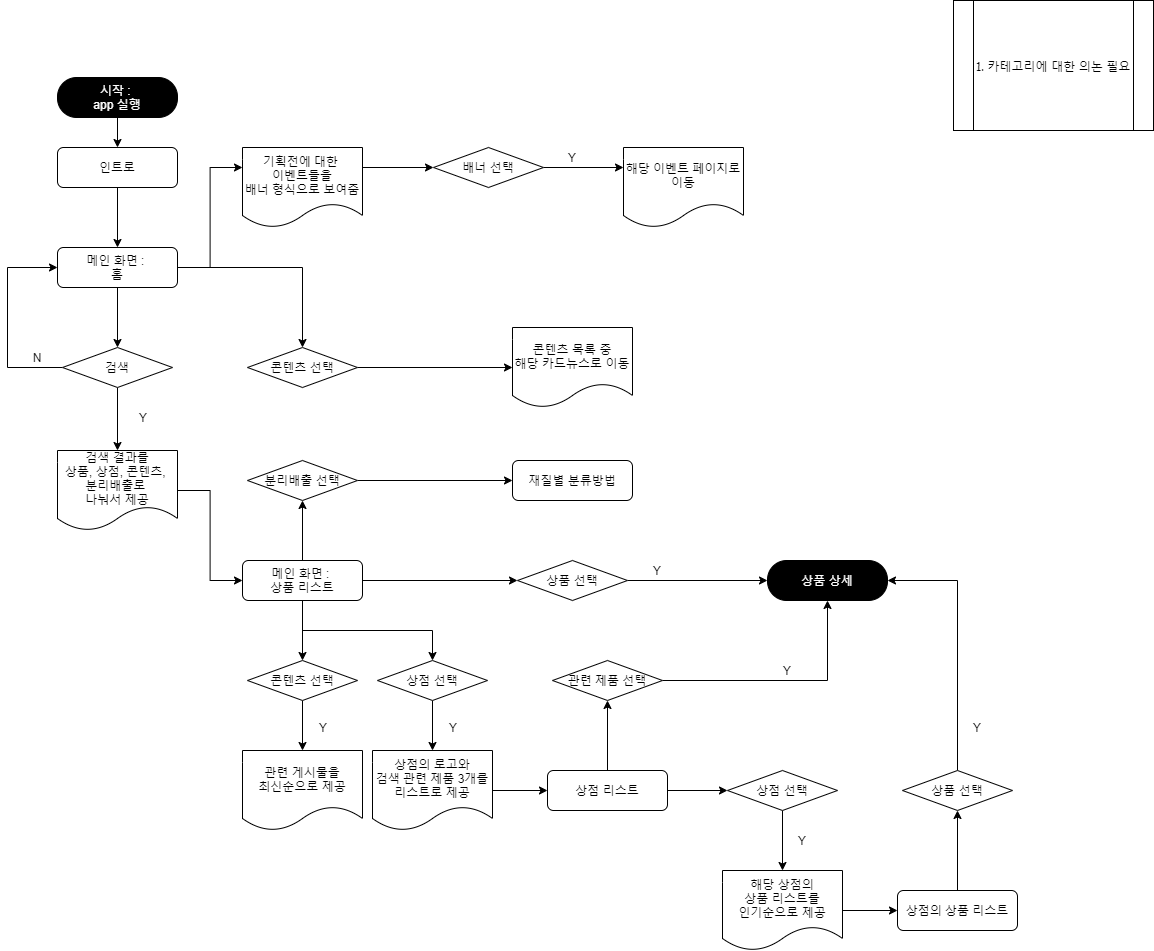 1. 카테고리에 대한 의논 필요
시작 :
app 실행
인트로
기획전에 대한
이벤트들을
배너 형식으로 보여줌
배너 선택
Y
해당 이벤트 페이지로
이동
메인 화면 :
홈
검색
N
Y
콘텐츠 선택
콘텐츠 목록 중
해당 카드뉴스로 이동
검색 결과를
상품, 상점, 콘텐츠,
분리배출로
나눠서 제공
분리배출 선택
재질별 분류방법
메인 화면 :
상품 리스트
상품 선택
Y
상품 상세
콘텐츠 선택
상점 선택
관련 제품 선택
Y
Y
Y
Y
관련 게시물을
최신순으로 제공
상점의 로고와
검색 관련 제품 3개를
리스트로 제공
상점 리스트
상점 선택
상품 선택
Y
해당 상점의
상품 리스트를
인기순으로 제공
상점의 상품 리스트